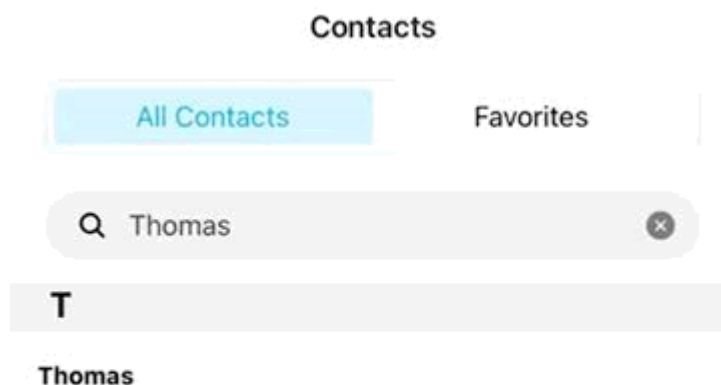 Contacts
All Contacts Favorites
Thomas
T
Thomas